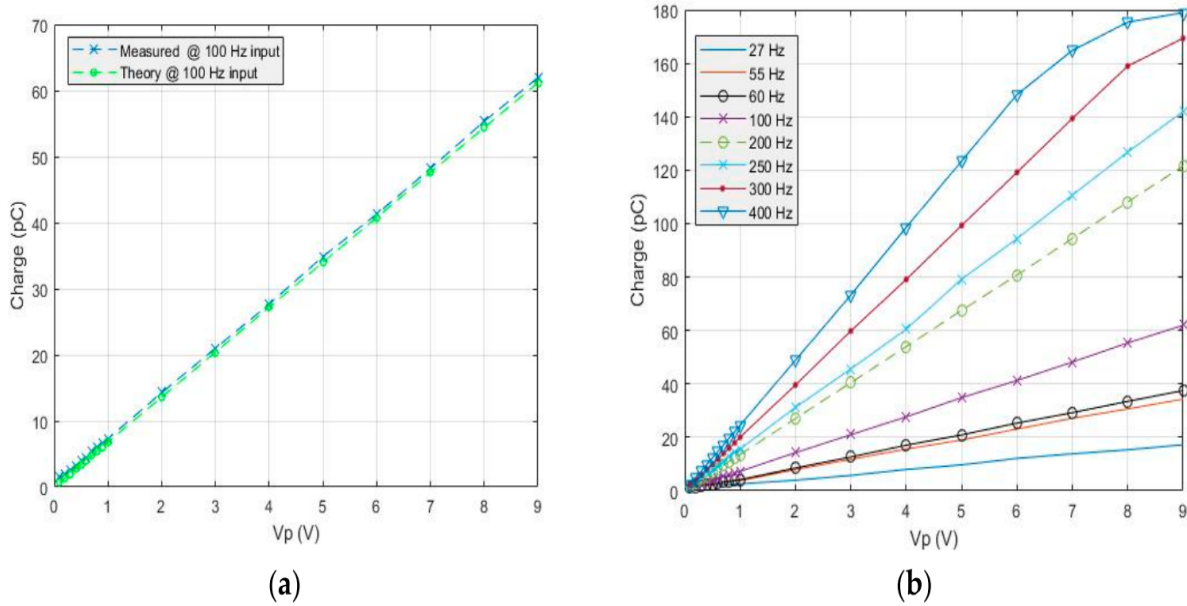 70
60
50
40
30
20
10
0
Charge (pC)
Measured @ 100 Hz input
Theory @ 100 Hz input
0 1 2 3 4 5 6 7 8 9
Vp (V)
(a)
180
160
140
120
100
80
60
40
20
0
Charge (pC)
27 Hz
55 Hz
60 Hz
100 Hz
200 Hz
250 Hz
300 Hz
400 Hz
0 1 2 3 4 5 6 7 8 9
Vp (V)
(b)